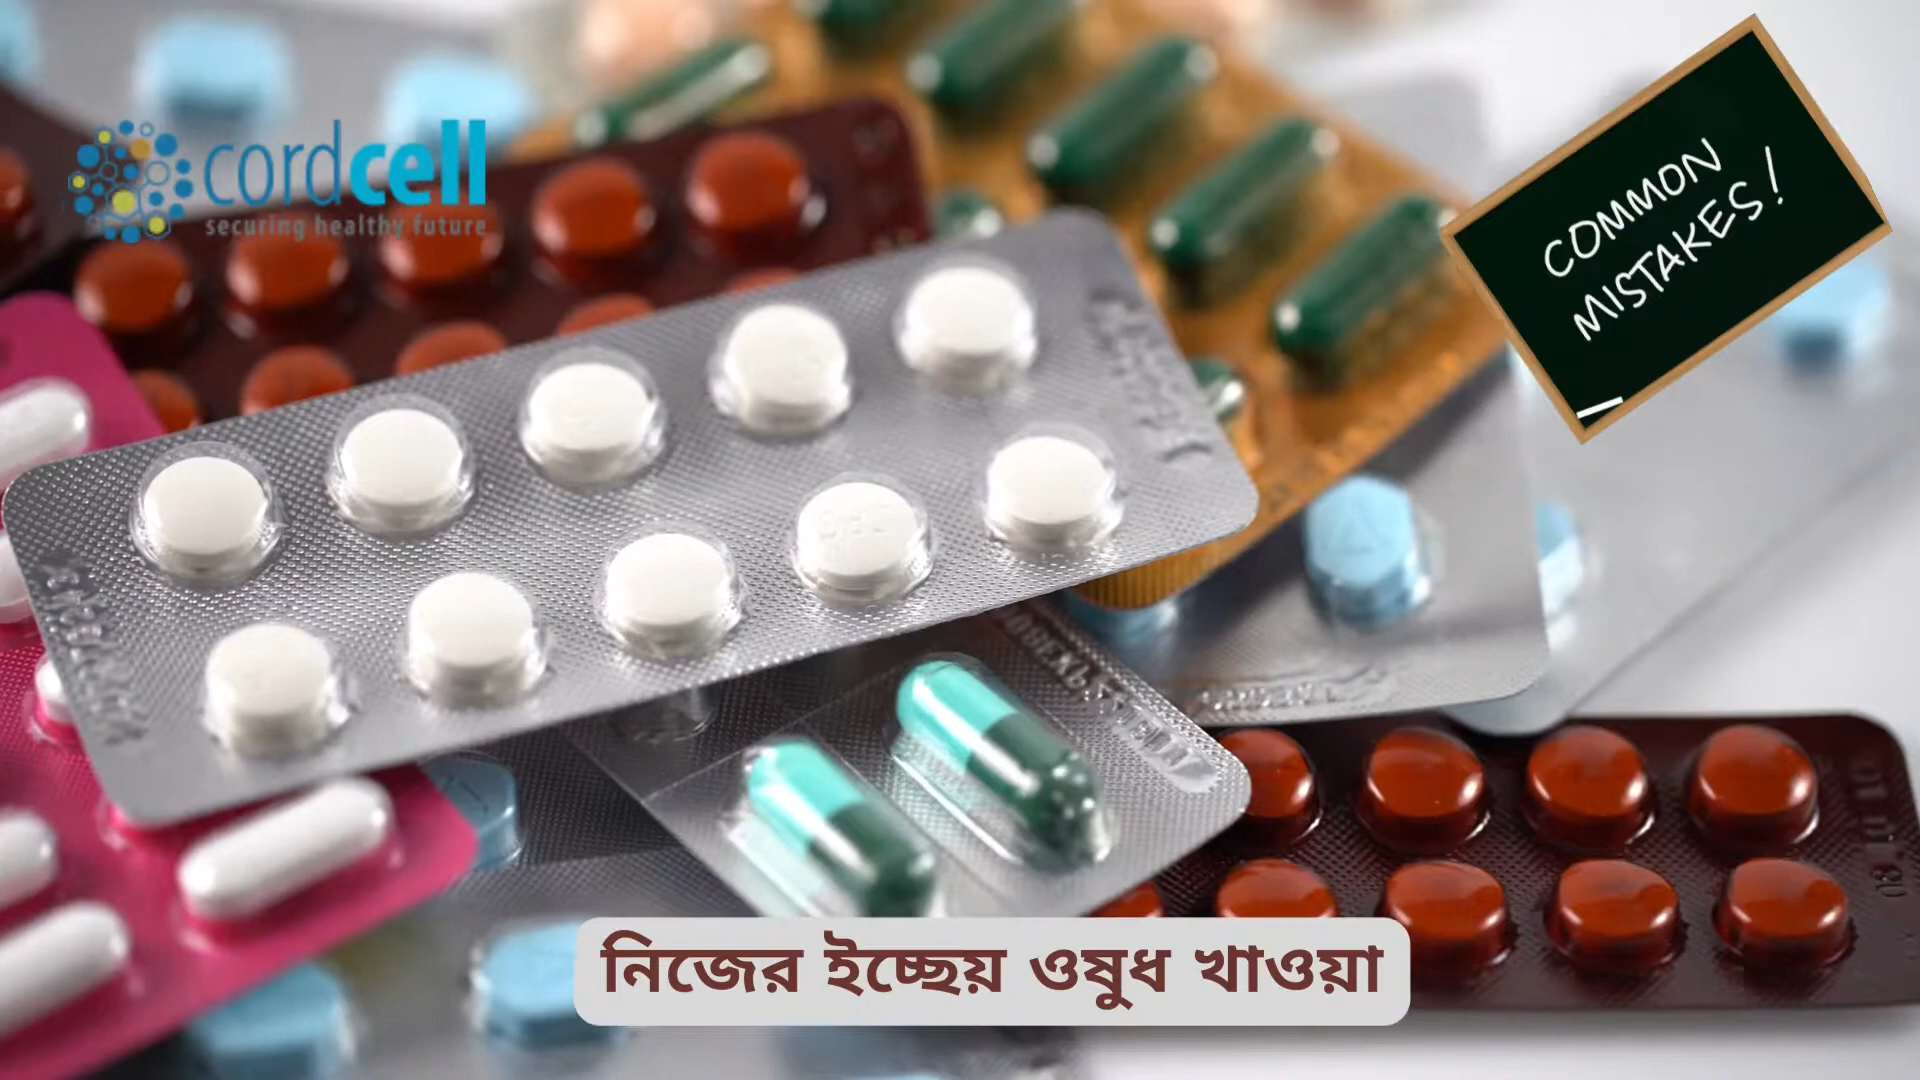 cordcell
securing healthy future
COMMON
MISTAKES!
নিজের ইচ্ছেয় ওষুধ খাওয়া